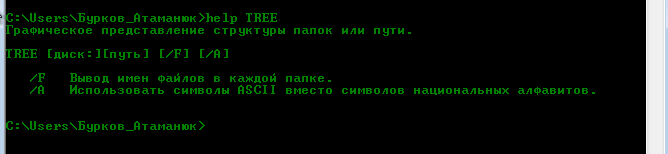 C:\Users\Бурков_Атаманюк>help TREE
Графическое представление структуры папок или пути.
TREE [диск:][путь] [/F] [/A]
/F Вывод имен файлов в каждой папке.
/A Использовать символы ASCII вместо символов национальных алфавитов.
C:\Users\Бурков_Атаманюк>